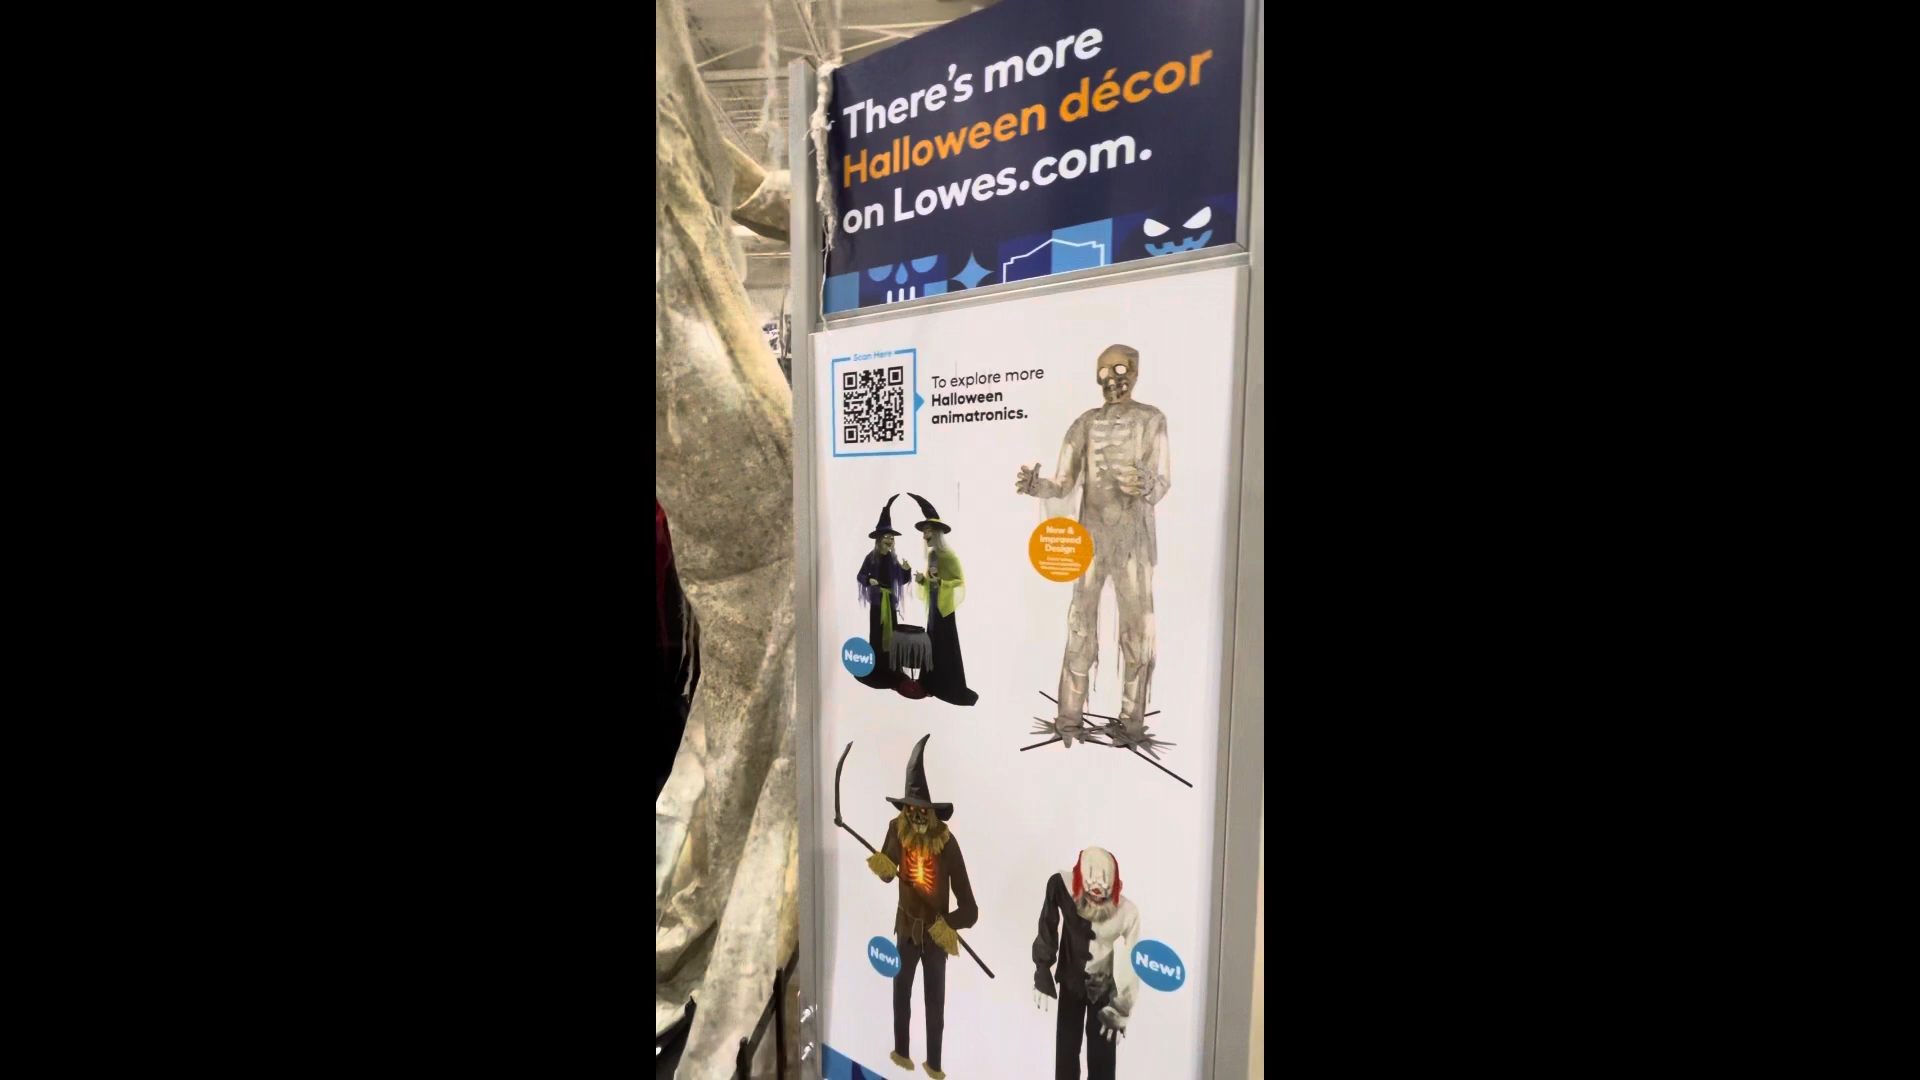 There's more
Halloween décor
on Lowes.com.
Scan Here
To explore more
Halloween
animatronics.
New &
Improved
Design
New!
New!
New!